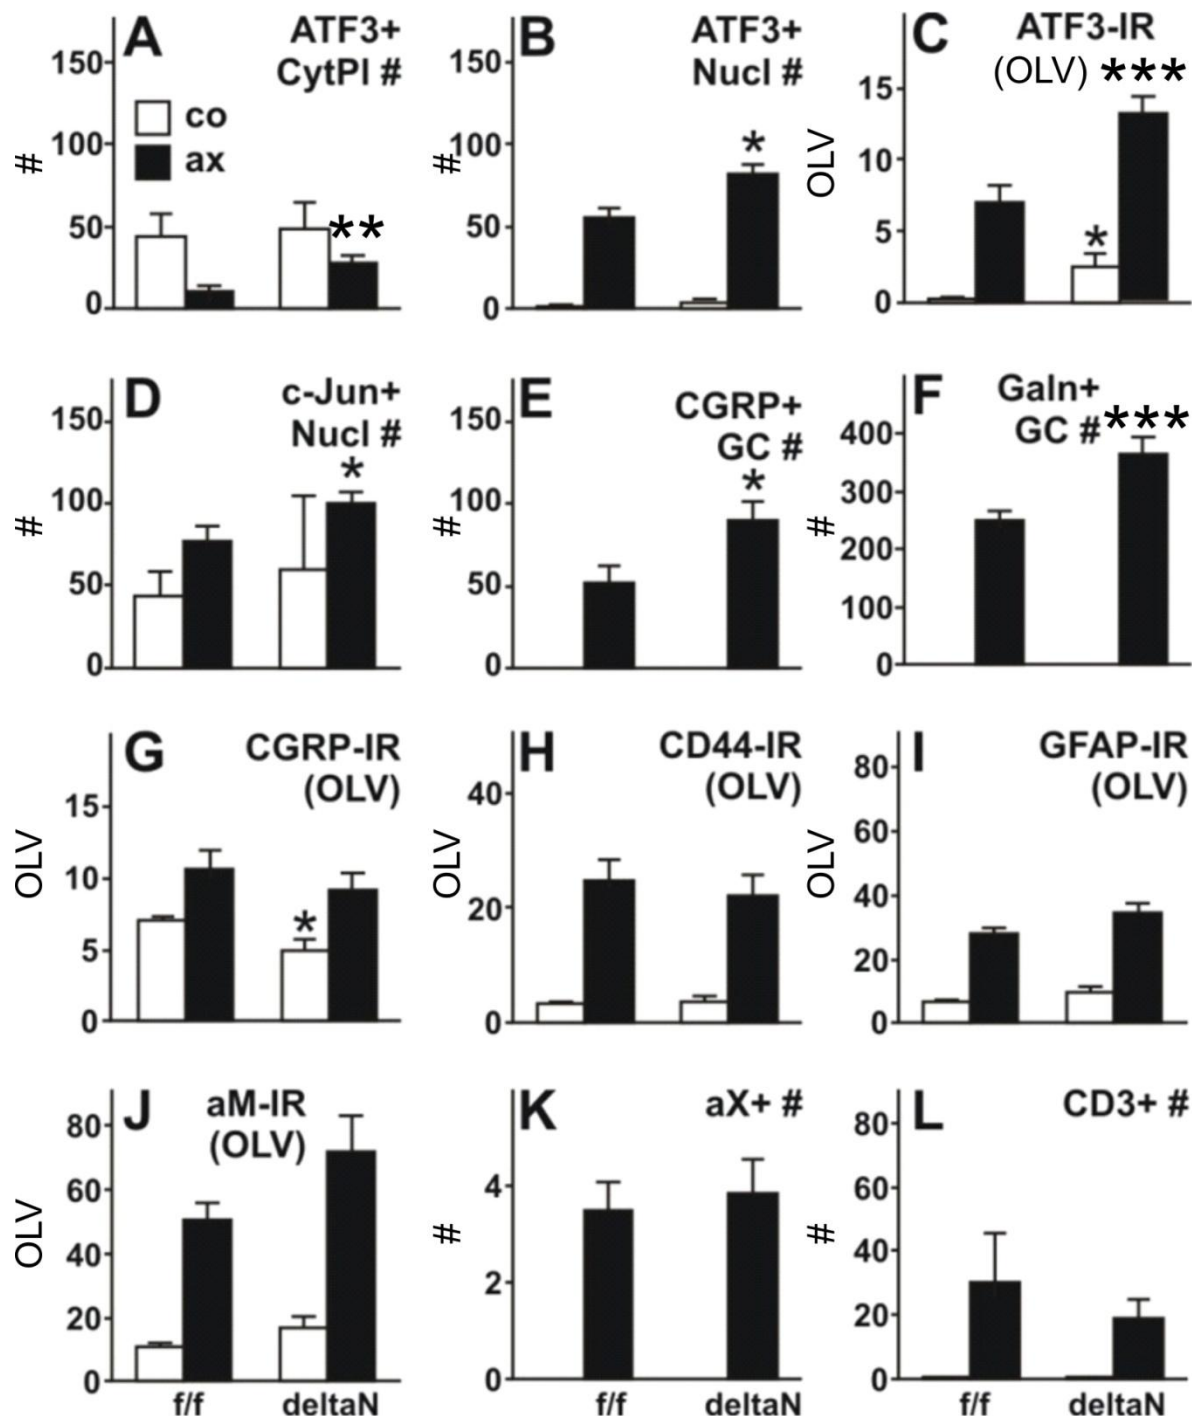 A
ATF3+
CytPl #
150
100
50
0
#
co
ax
**
B
ATF3+
Nucl #
150
100
50
0
#
*
C
ATF3-IR
(OLV) ***
15
10
5
0
OLV
*
D
c-Jun+
Nucl #
150
100
50
0
#
*
E
CGRP+
GC #
150
100
50
0
#
*
F
Galn+
GC # ***
400
300
200
100
0
#
G
CGRP-IR
(OLV)
15
10
5
0
OLV
*
H
CD44-IR
(OLV)
40
20
0
OLV
I
GFAP-IR
(OLV)
80
60
40
20
0
OLV
J
aM-IR
(OLV)
80
60
40
20
0
OLV
f/f deltaN
K
aX+ #
4
2
0
#
f/f deltaN
L
CD3+ #
80
60
40
20
0
#
f/f deltaN